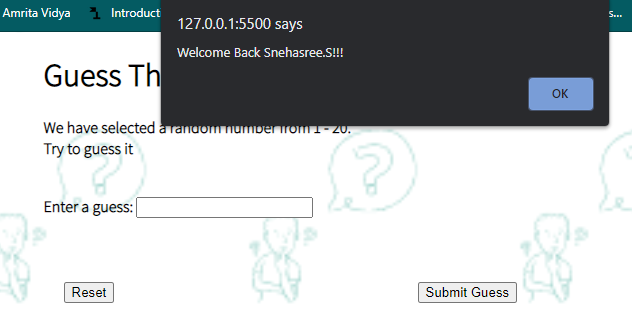 Amrita Vidya
Introduct
s...
127.0.0.1:5500 says
Welcome Back Snehasree.S!!!
OK
Guess Th
We have selected a random number from 1 - 20.
Try to guess it
Enter a guess:
Reset
Submit Guess